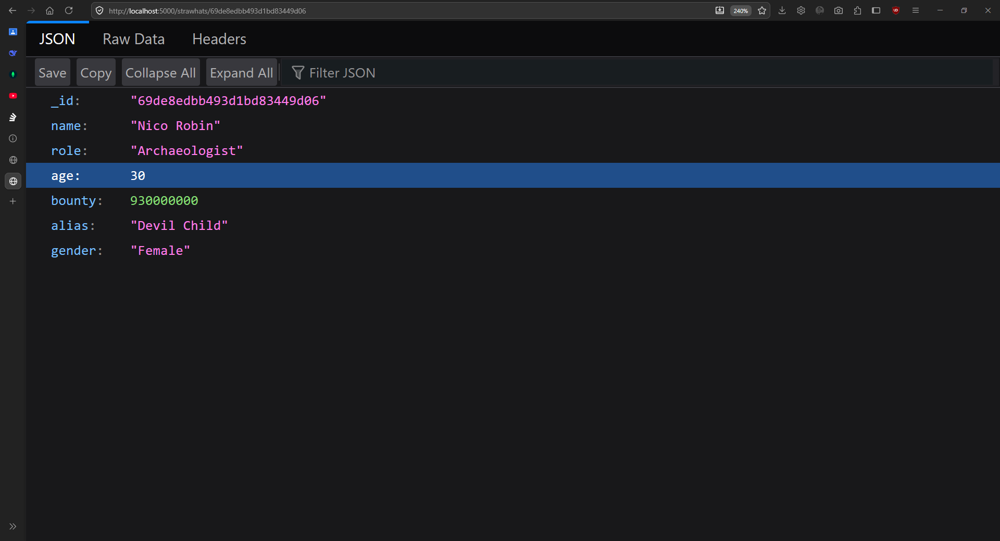 http://localhost:5000/strawhats/69de8edbb493d1bd83449d06
240%
JSON Raw Data Headers
Save Copy Collapse All Expand All Filter JSON
_id: "69de8edbb493d1bd83449d06"
name: "Nico Robin"
role: "Archaeologist"
age: 30
bounty: 930000000
alias: "Devil Child"
gender: "Female"